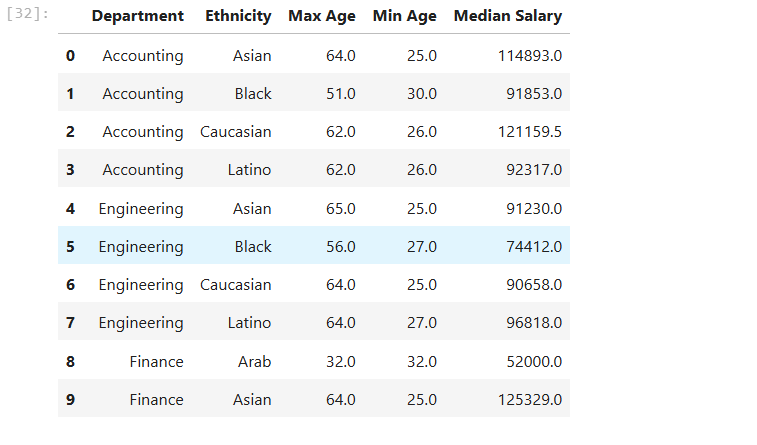 [32]: Department Ethnicity Max Age Min Age Median Salary
0 Accounting Asian 64.0 25.0 114893.0
1 Accounting Black 51.0 30.0 91853.0
2 Accounting Caucasian 62.0 26.0 121159.5
3 Accounting Latino 62.0 26.0 92317.0
4 Engineering Asian 65.0 25.0 91230.0
5 Engineering Black 56.0 27.0 74412.0
6 Engineering Caucasian 64.0 25.0 90658.0
7 Engineering Latino 64.0 27.0 96818.0
8 Finance Arab 32.0 32.0 52000.0
9 Finance Asian 64.0 25.0 125329.0